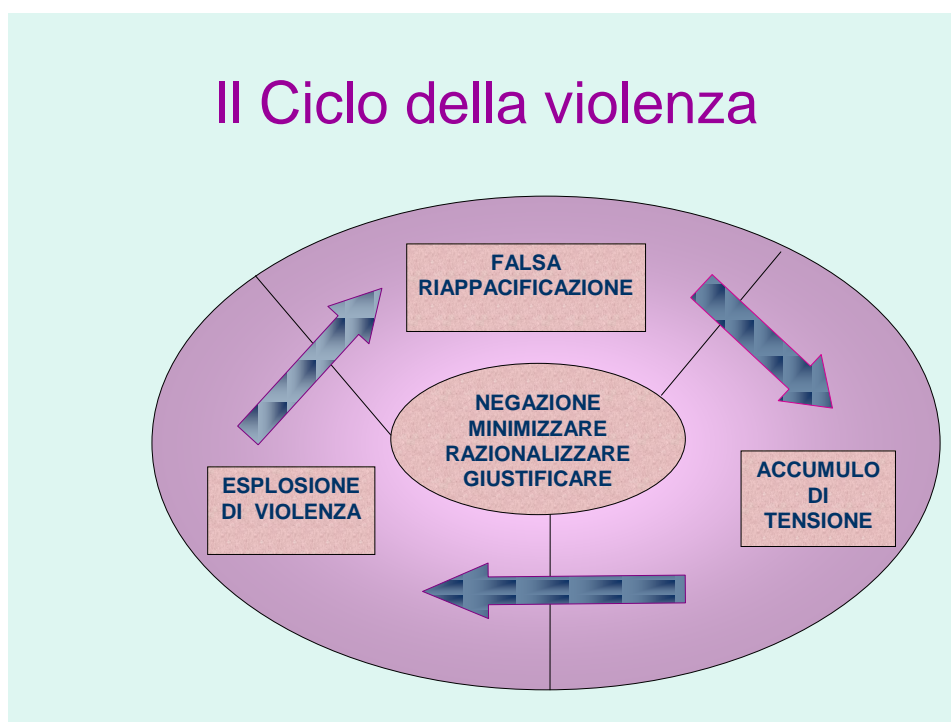 Il Ciclo della violenza
FALSA
RIAPPACIFICAZIONE
NEGAZIONE
MINIMIZZARE
RAZIONALIZZARE
GIUSTIFICARE
ESPLOSIONE
DI VIOLENZA
ACCUMULO
DI
TENSIONE